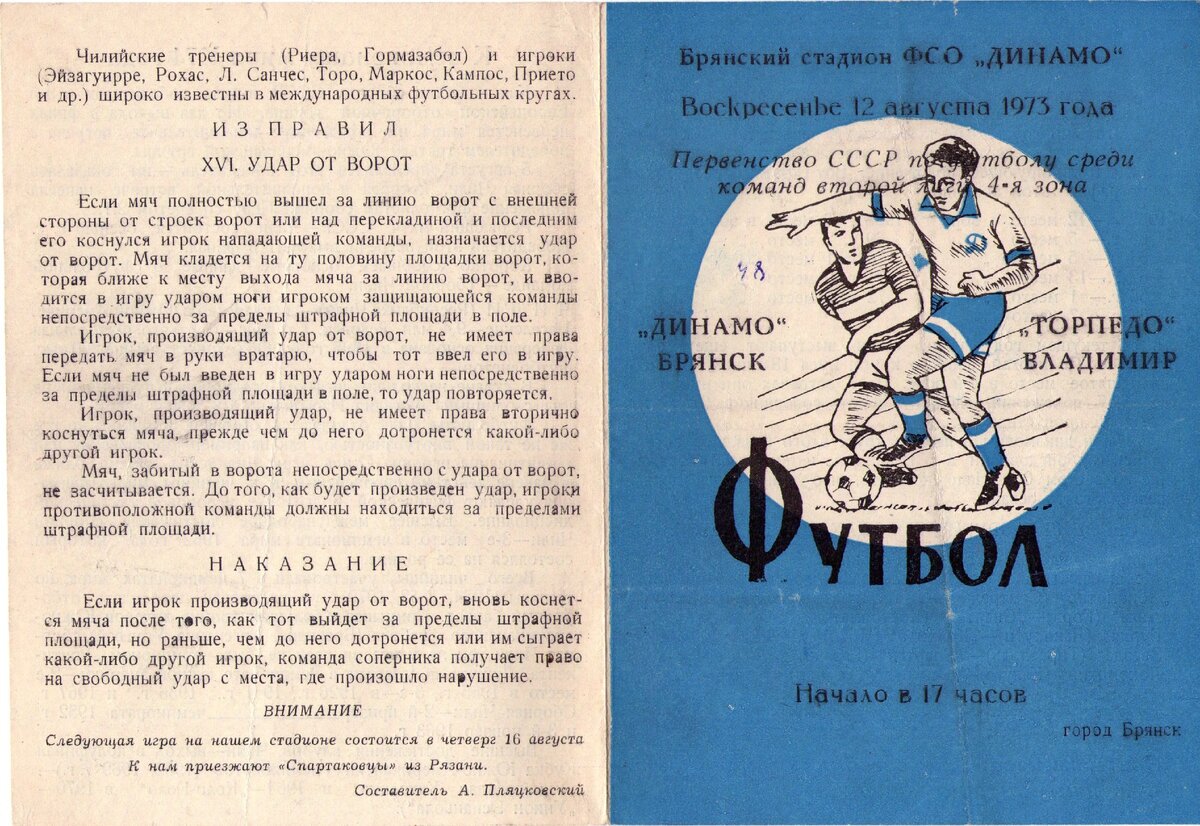 Чилийские тренеры (Риера, Гормазабол) и игроки
(Эйзагуирре, Рохас, Л. Санчес, Торо, Маркос, Кампос, Прието
и др.) широко известны в международных футбольных кругах.
ИЗ ПРАВИЛ
XVI. УДАР ОТ ВОРОТ
Если мяч полностью вышел за линию ворот с внешней
стороны от строек ворот или над перекладиной и последним
его коснулся игрок нападающей команды, назначается удар
от ворот. Мяч кладется на ту половину площадки ворот, ко-
торая ближе к месту выхода мяча за линию ворот, и вво-
дится в игру ударом ноги игроком защищающейся команды
непосредственно за пределы штрафной площади в поле.
Игрок, производящий удар от ворот, не имеет права
передать мяч в руки вратарю, чтобы тот ввел его в игру.
Если мяч не был введен в игру ударом ноги непосредственно
за пределы штрафной площади в поле, то удар повторяется.
Игрок, производящий удар, не имеет права вторично
коснуться мяча, прежде чем до него дотронется какой-либо
другой игрок.
Мяч, забитый в ворота непосредственно с удара от ворот,
не засчитывается. До того, как будет произведен удар, игроки
противоположной команды должны находиться за пределами
штрафной площади.
НАКАЗАНИЕ
Если игрок производящий удар от ворот, вновь коснет-
ся мяча после того, как тот выйдет за пределы штрафной
площади, но раньше, чем до него дотронется или им сыграет
какой-либо другой игрок, команда соперника получает право
на свободный удар с места, где произошло нарушение.
ВНИМАНИЕ
Следующая игра на нашем стадионе состоится в четверг 16 августа
К нам приезжают «Спартаковцы» из Рязани.
Составитель А. Пляцковский
Брянский стадион ФСО „ДИНАМО“
Воскресенье 12 августа 1973 года
Первенство СССР по футболу среди
команд второй лиги 4-я зона
48
„ДИНАМО“
БРЯНСК
„ТОРПЕДО“
ВЛАДИМИР
ФУТБОЛ
Начало в 17 часов
город Брянск